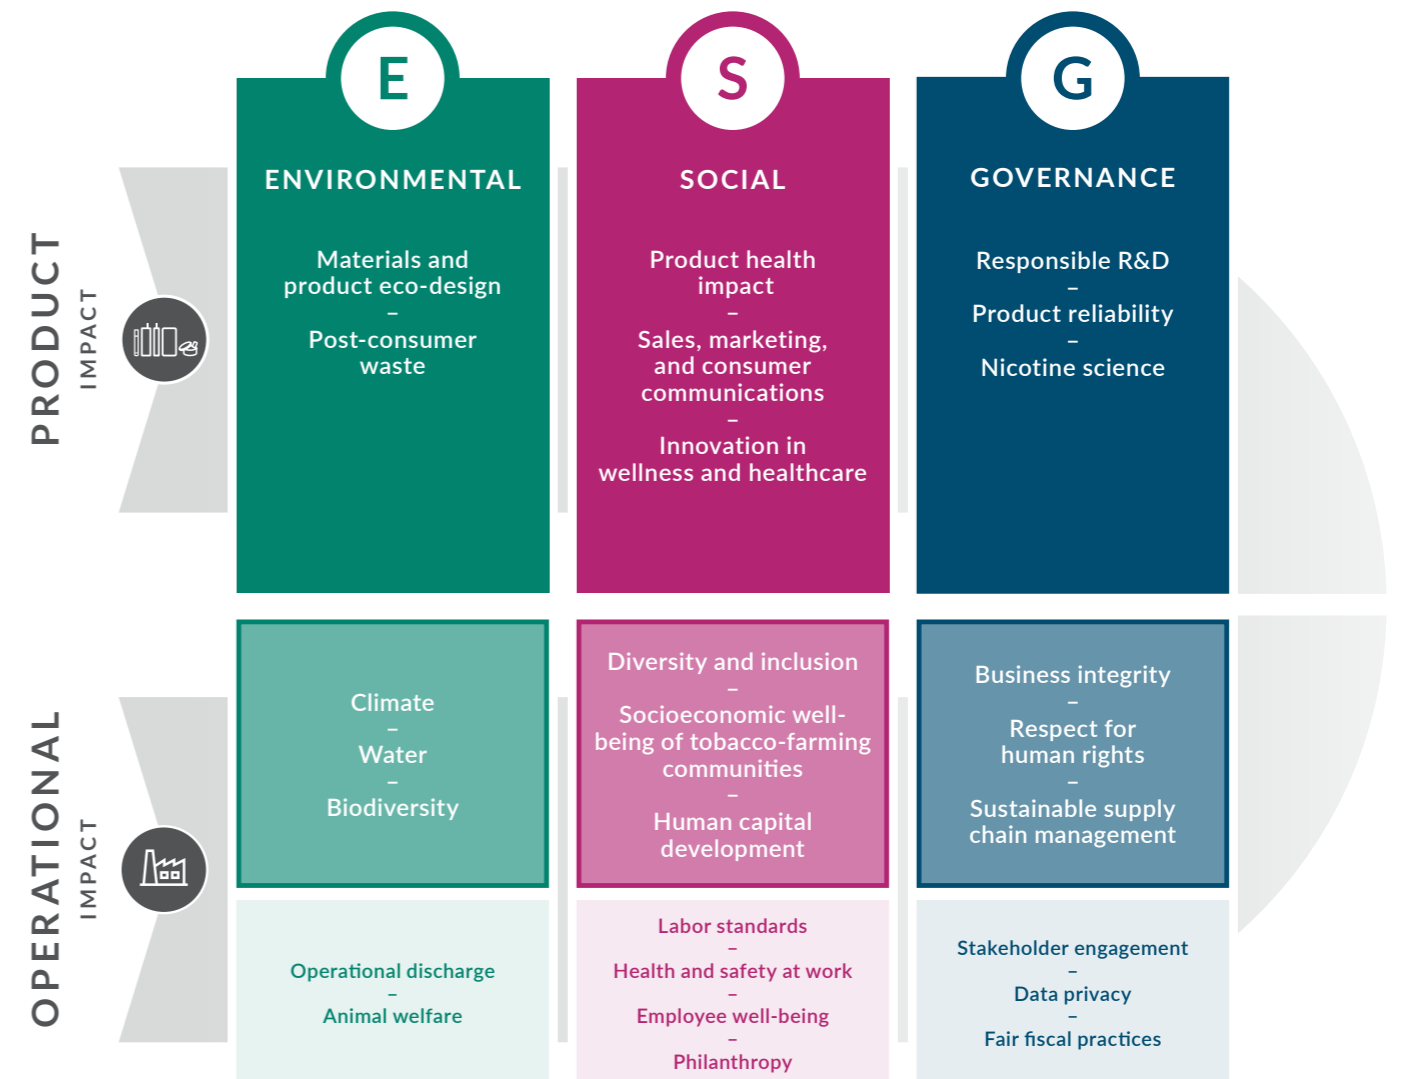 E
S
G
ENVIRONMENTAL
SOCIAL
GOVERNANCE
PRODUCT
IMPACT
Materials and
product eco-design
–
Post-consumer
waste
Product health
impact
–
Sales, marketing,
and consumer
communications
–
Innovation in
wellness and healthcare
Responsible R&D
–
Product reliability
–
Nicotine science
OPERATIONAL
IMPACT
Climate
–
Water
–
Biodiversity
Diversity and inclusion
–
Socioeconomic well-
being of tobacco-farming
communities
–
Human capital
development
Business integrity
–
Respect for
human rights
–
Sustainable supply
chain management
Operational discharge
–
Animal welfare
Labor standards
–
Health and safety at work
–
Employee well-being
–
Philanthropy
Stakeholder engagement
–
Data privacy
–
Fair fiscal practices